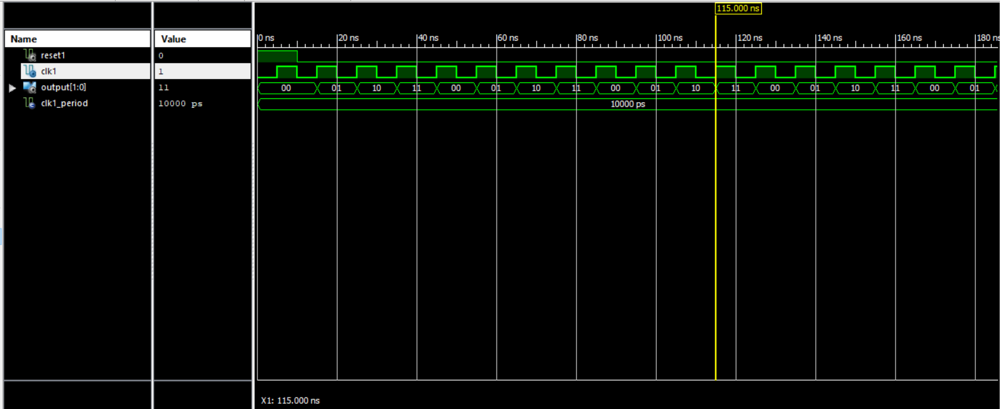 115.000 ns
Name Value
0 ns 20 ns 40 ns 60 ns 80 ns 100 ns 120 ns 140 ns 160 ns 180 ns
reset1 0
clk1 1
output[1:0] 11 00 01 10 11 00 01 10 11 00 01 10 11 00 01 10 11 00 01
clk1_period 10000 ps 10000 ps
X1: 115.000 ns